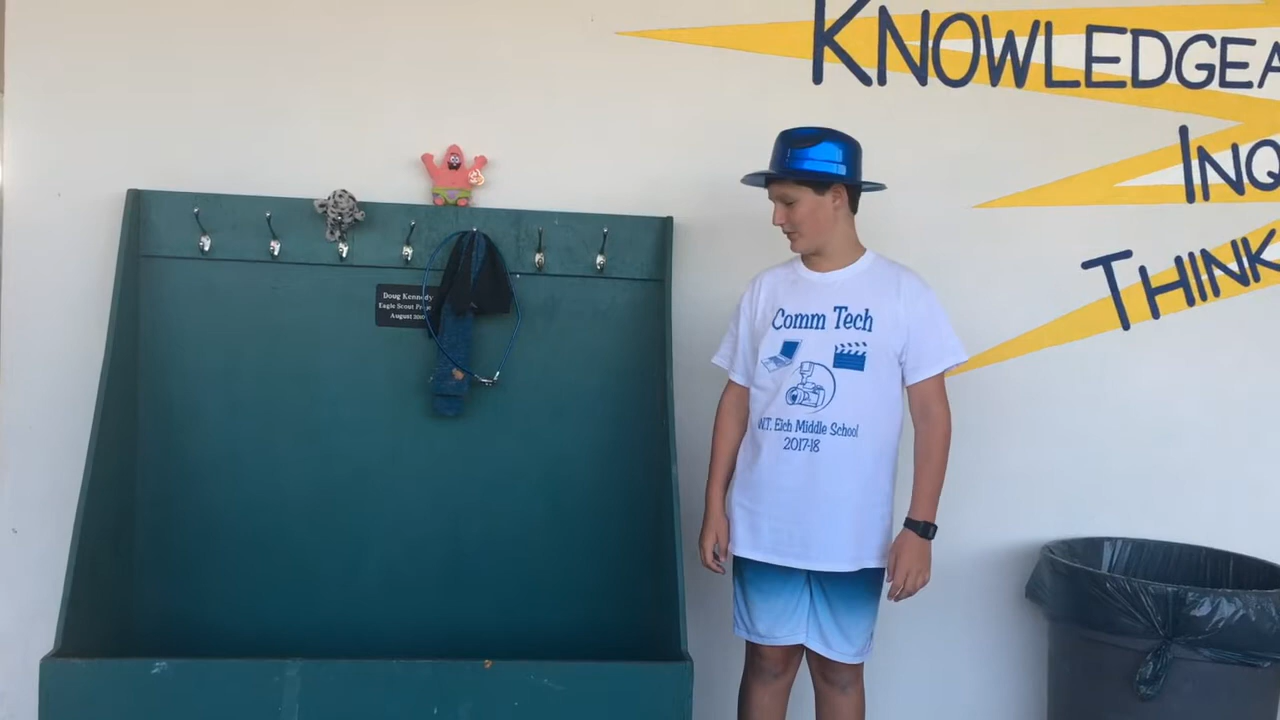 KNOWLEDGEA
INQ
THINK
Doug Kennedy
Eagle Scout
August
Comm Tech
W.T. Eich Middle School
2017-18